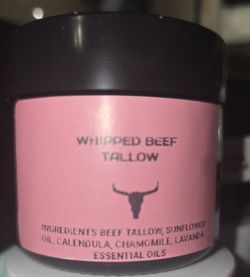 WHIPPED BEEF
TALLOW
INGREDIENTS BEEF TALLOW, SUNFLOWER
OIL, CALENDULA, CHAMOMILE, LAVANDA
ESSENTIAL OILS